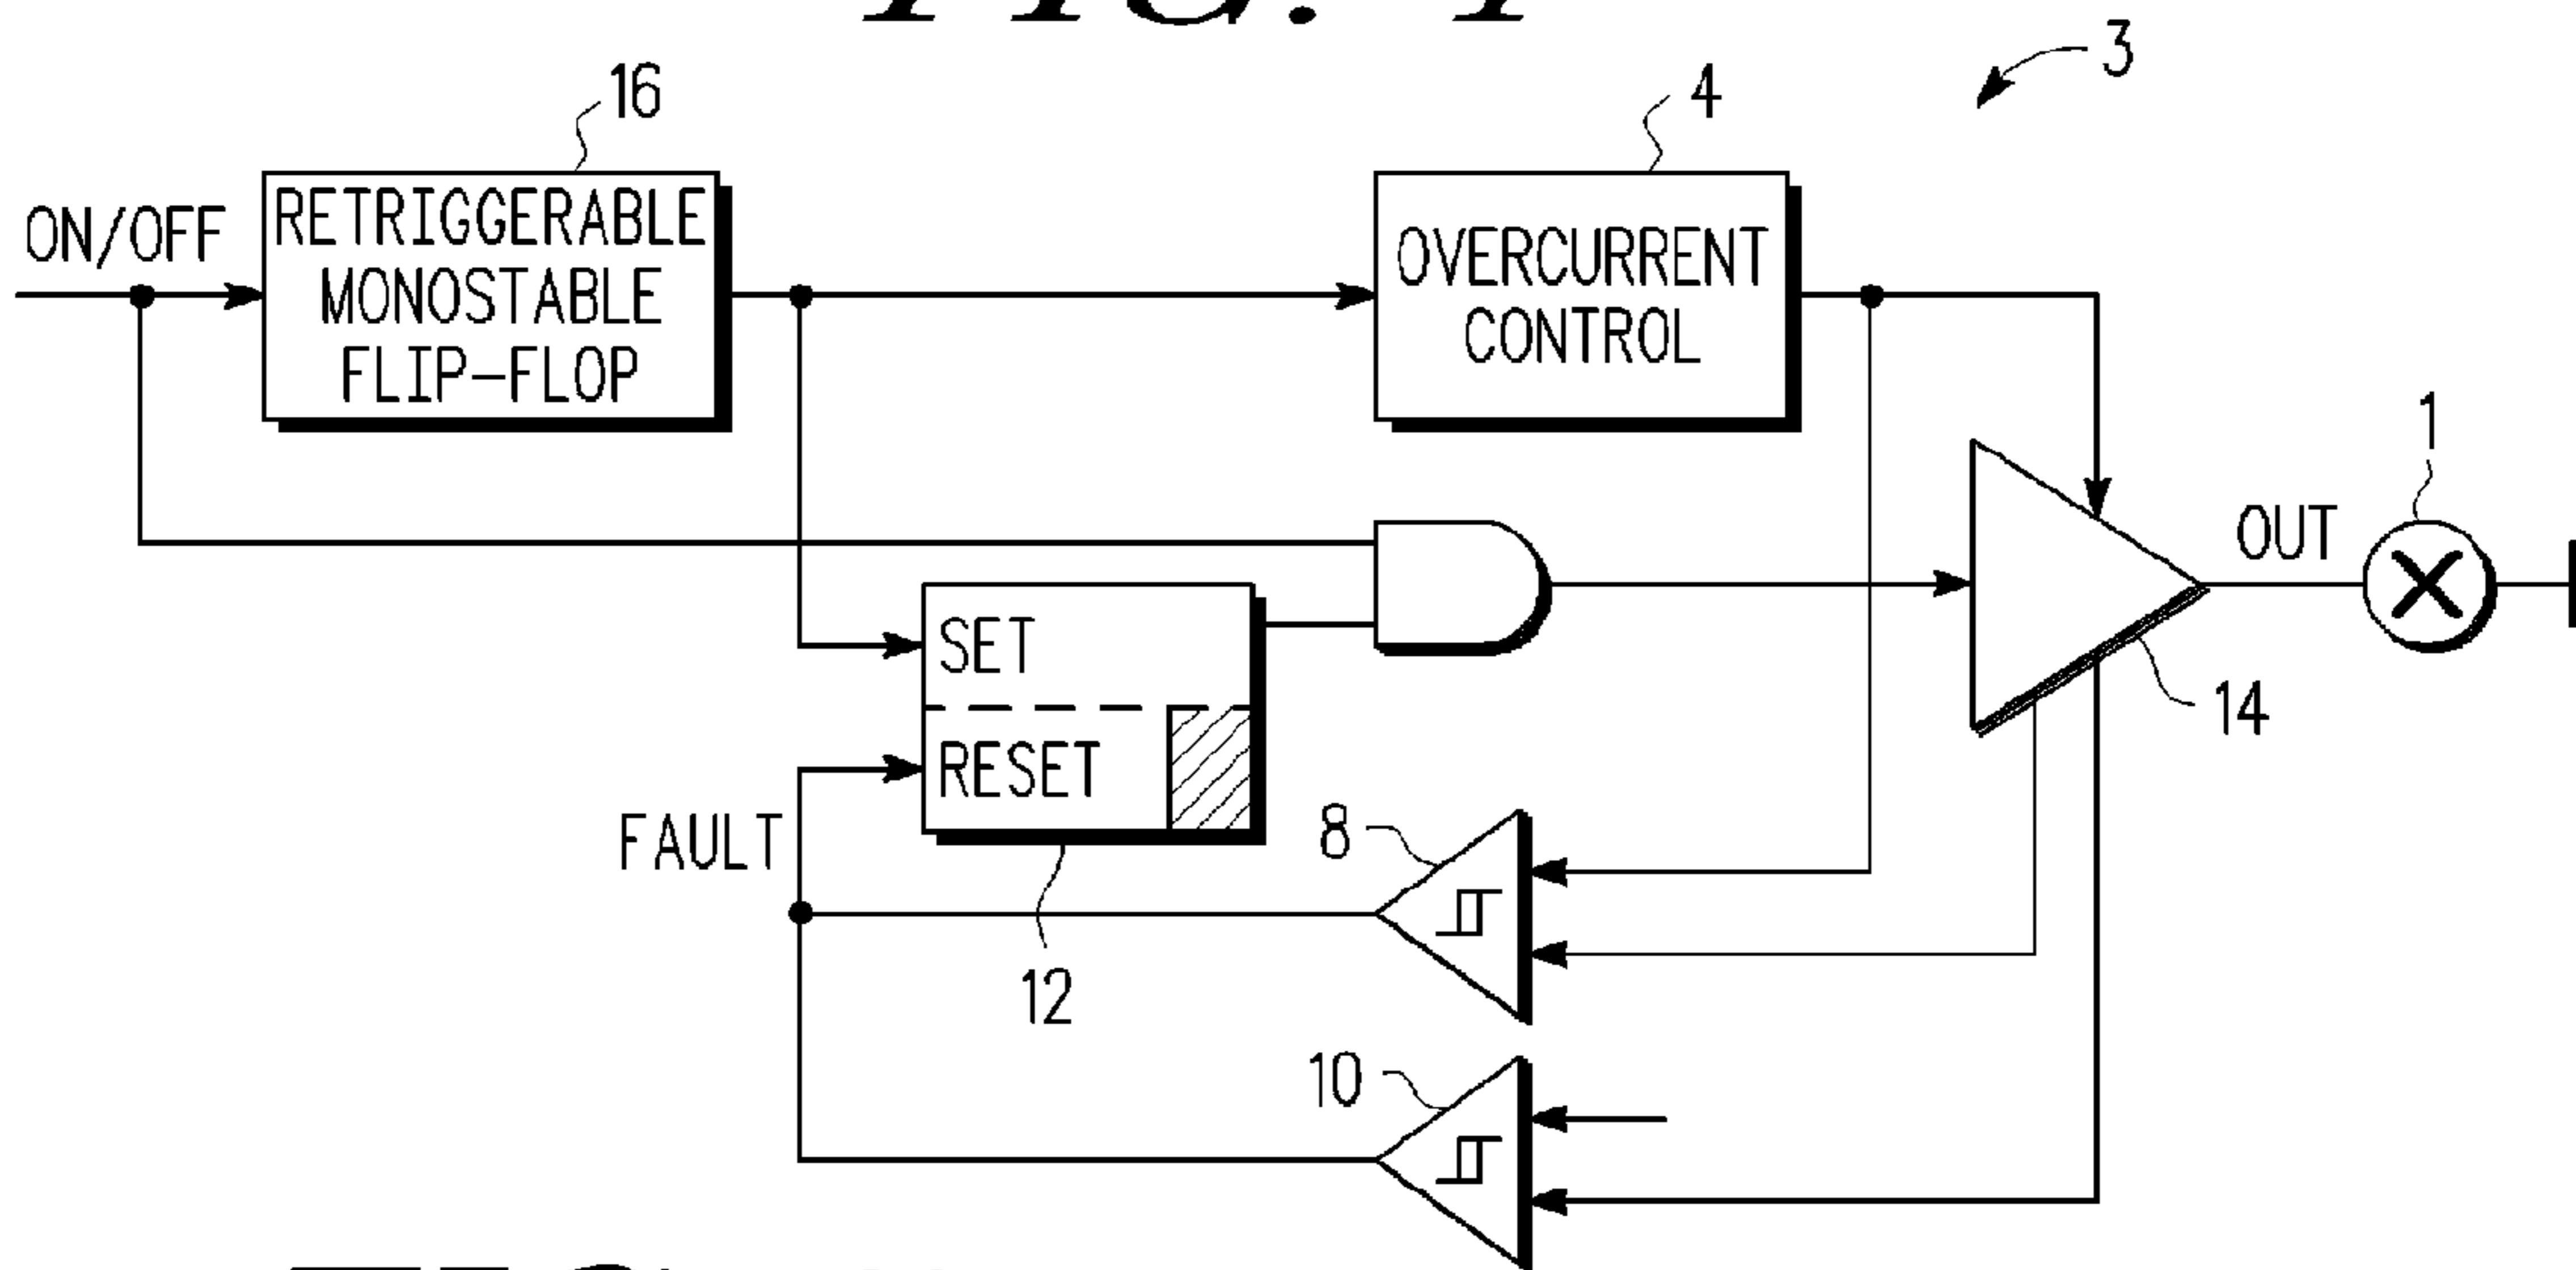 3
16
4
ON/OFF
RETRIGGERABLE
MONOSTABLE
FLIP-FLOP
OVERCURRENT
CONTROL
1
OUT
SET
RESET
14
FAULT
8
12
10